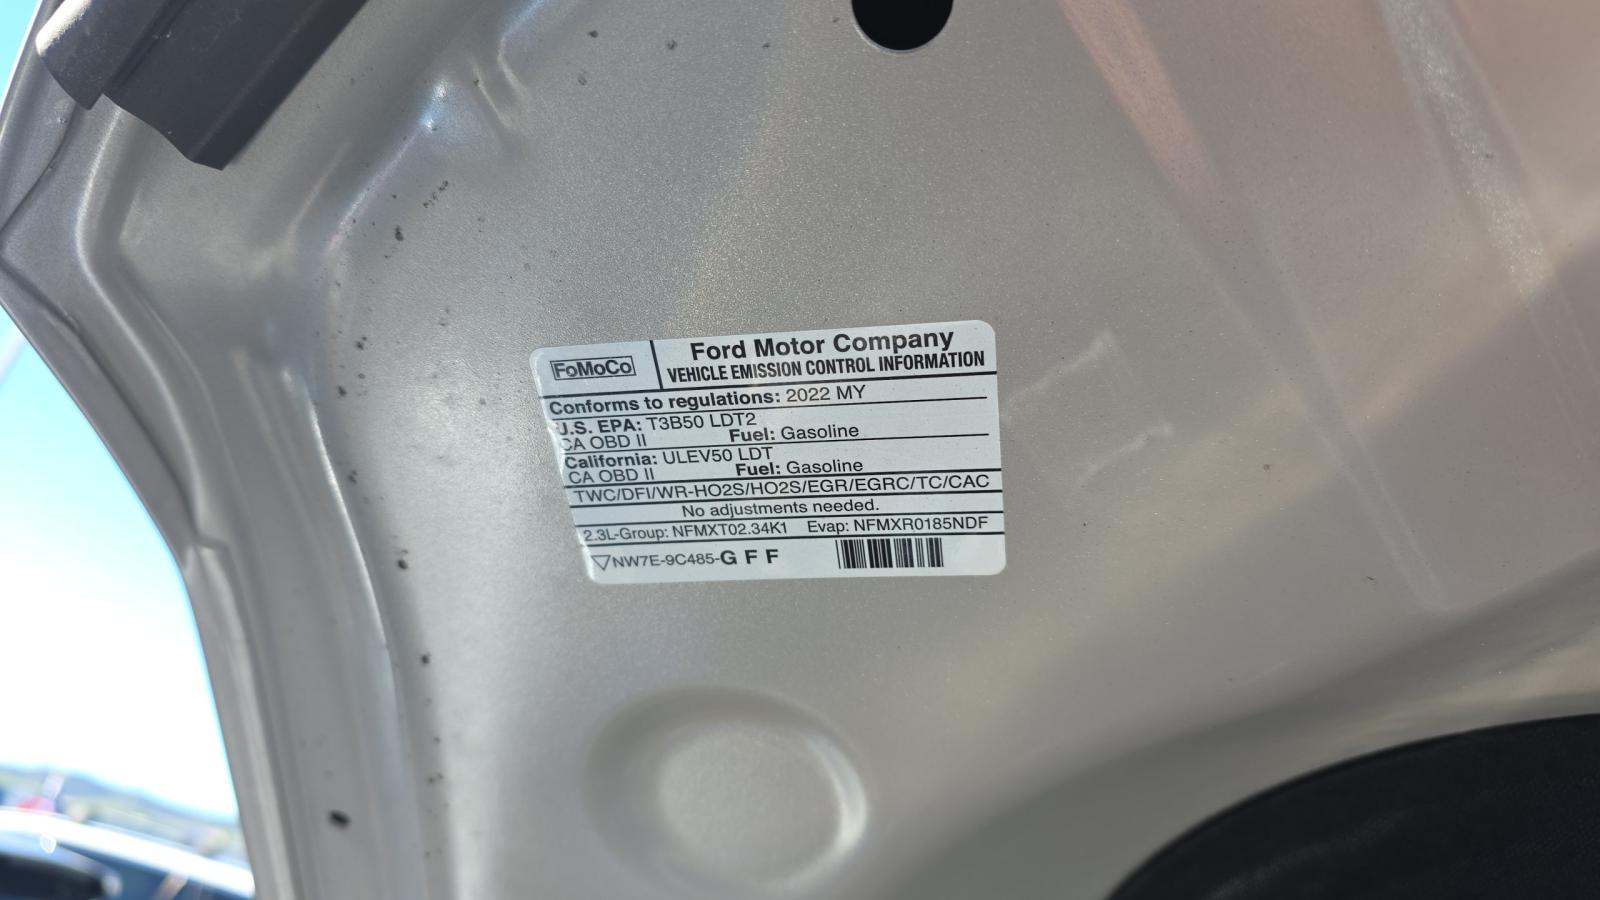 FoMoCo
Ford Motor Company
VEHICLE EMISSION CONTROL INFORMATION
Conforms to regulations: 2022 MY
U.S. EPA: T3B50 LDT2
CA OBD II Fuel: Gasoline
California: ULEV50 LDT
CA OBD II Fuel: Gasoline
TWC/DFI/WR-HO2S/HO2S/EGR/EGRC/TC/CAC
No adjustments needed.
2.3L-Group: NFMXT02.34K1 Evap: NFMXR0185NDF
NW7E-9C485-G F F